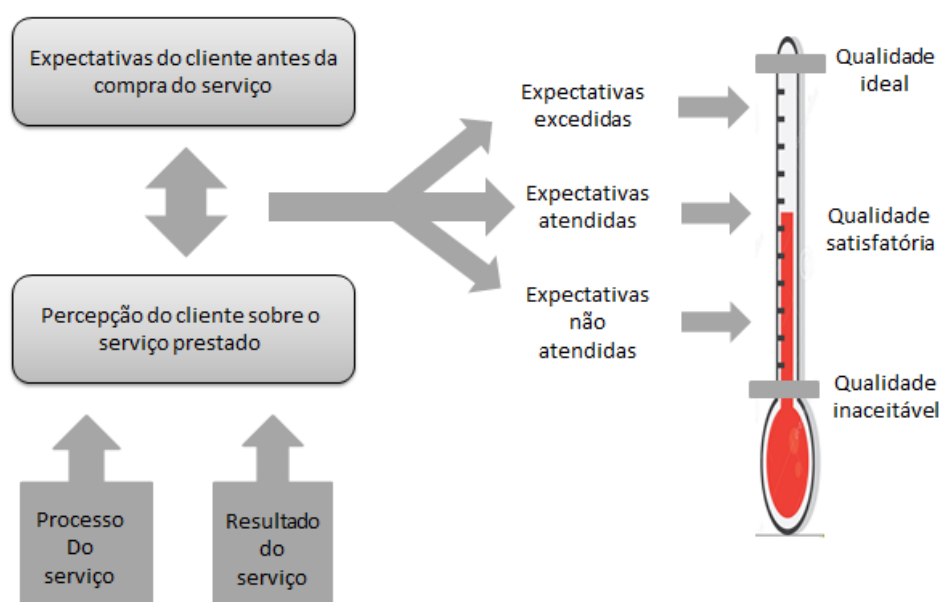 Expectativas do cliente antes da
compra do serviço
Percepção do cliente sobre o
serviço prestado
Processo
Do
serviço
Resultado
do
serviço
Expectativas
excedidas
Expectativas
atendidas
Expectativas
não
atendidas
Qualidade
ideal
Qualidade
satisfatória
Qualidade
inaceitável